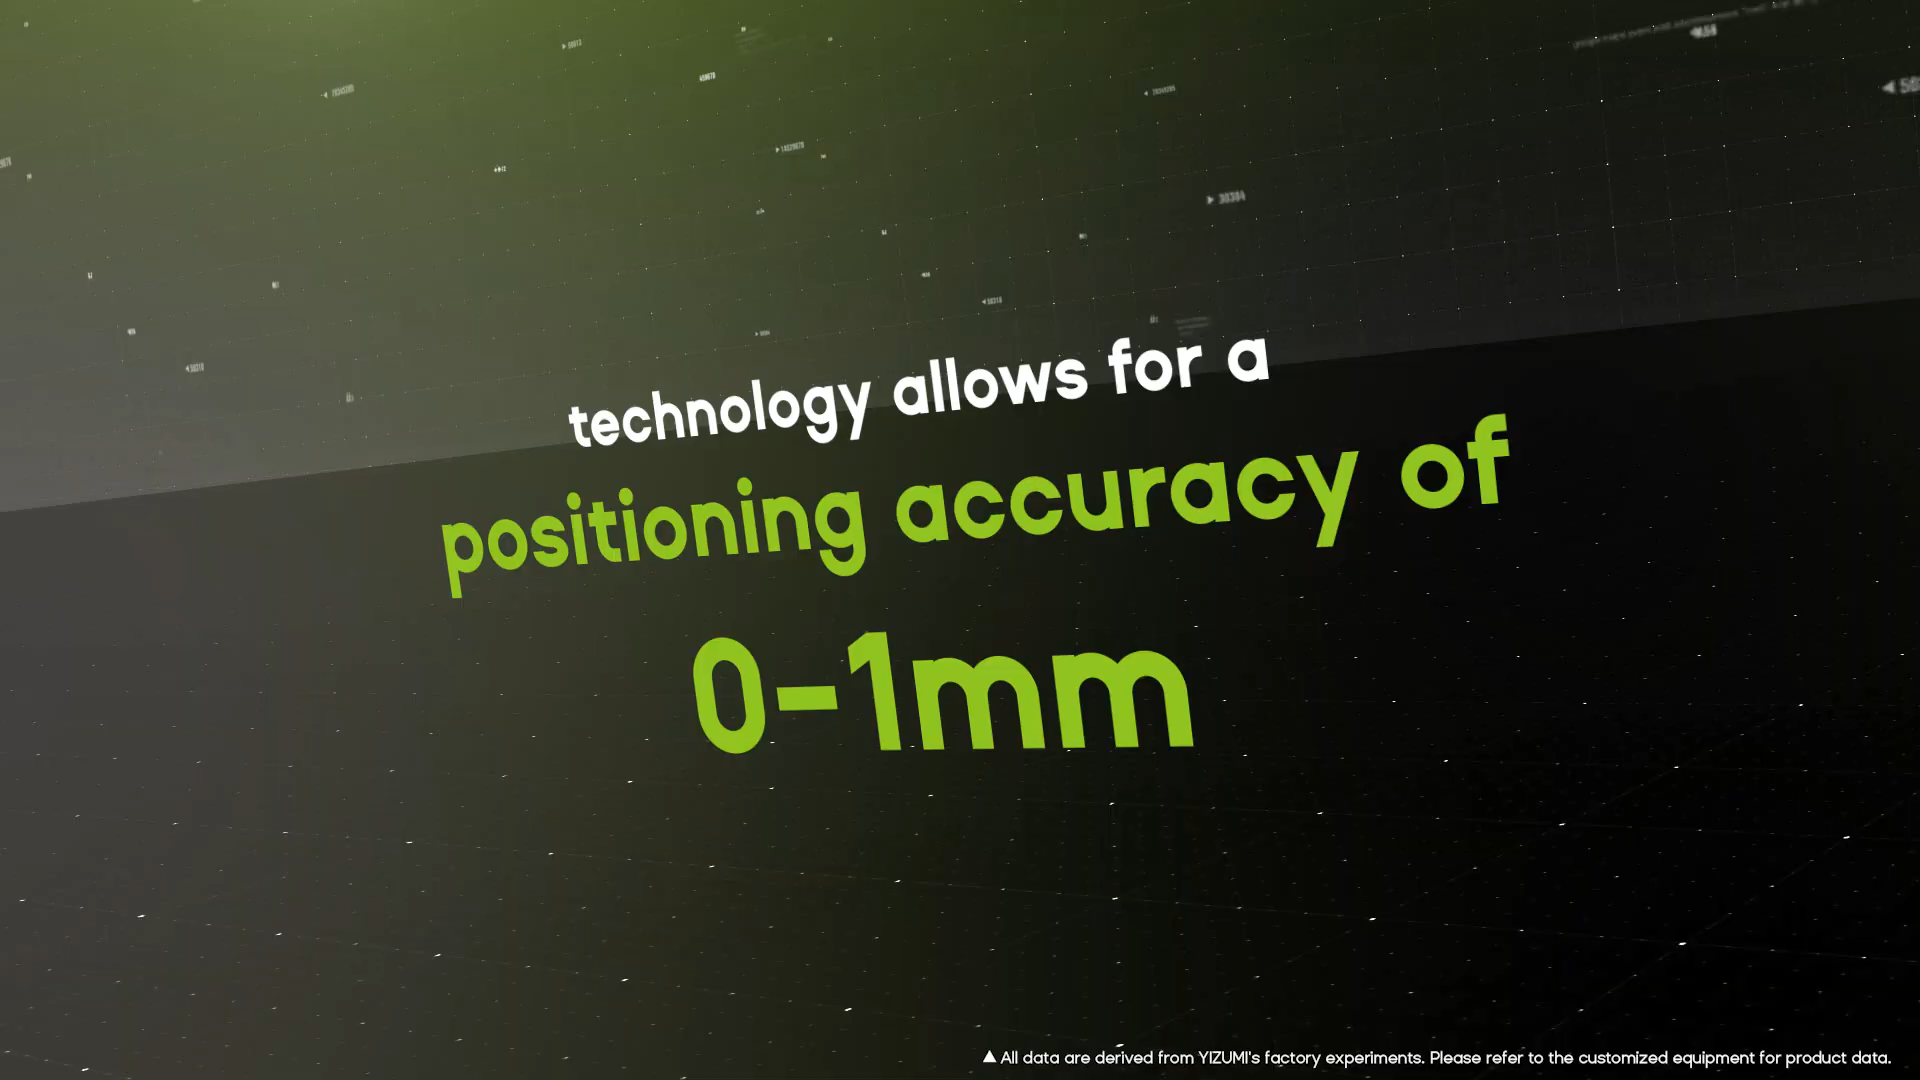 30384
technology allows for a
positioning accuracy of
0-1mm
▲ All data are derived from YIZUMI's factory experiments. Please refer to the customized equipment for product data.